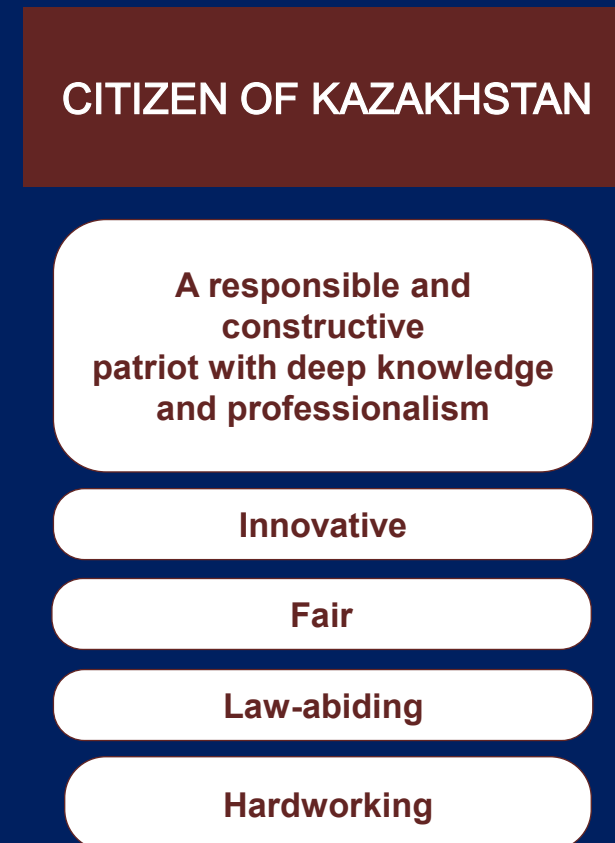 CITIZEN OF KAZAKHSTAN
A responsible and
constructive
patriot with deep knowledge
and professionalism
Innovative
Fair
Law-abiding
Hardworking